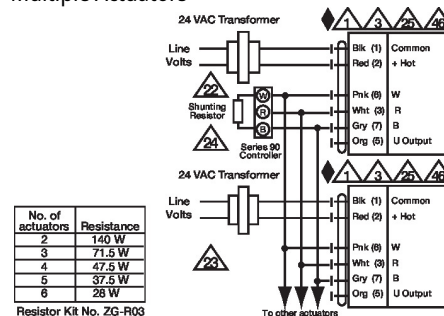 Multiple Actuators
24 VAC Transformer
1 3 25 46
Line
Volts
Blk (1) Common
Red (2) + Hot
22
Shunting
Resistor
24
W
R
B
Series 90
Controller
Pnk (6) W
Wht (3) R
Gry (7) B
Org (5) U Output
24 VAC Transformer
1 3 25 46
Line
Volts
Blk (1) Common
Red (2) + Hot
23
Pnk (6) W
Wht (3) R
Gry (7) B
Org (5) U Output
To other actuators
No. of
actuators Resistance
2 140 W
3 71.5 W
4 47.5 W
5 37.5 W
6 28 W
Resistor Kit No. ZG-R03